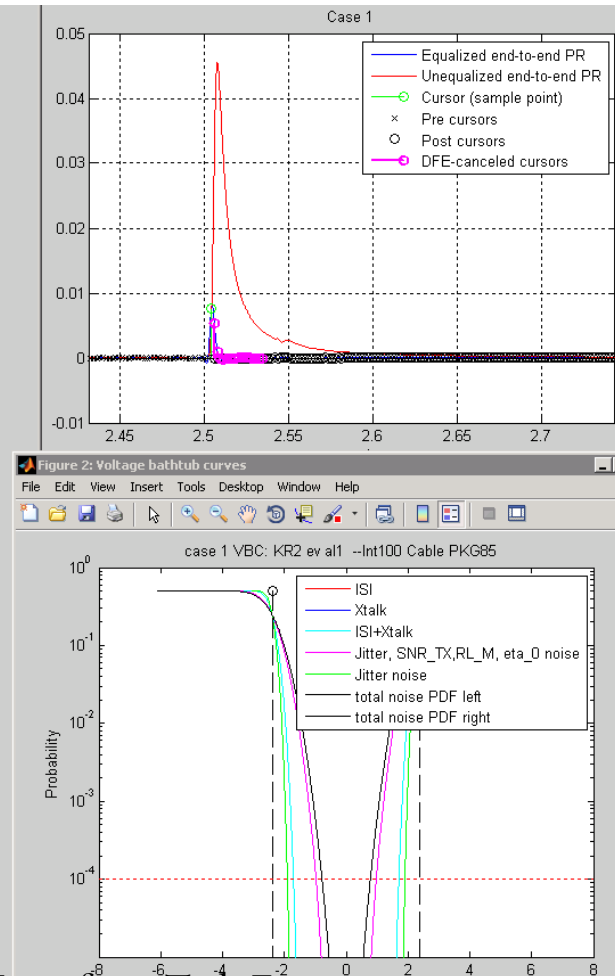 Case 1
0.05
Equalized end-to-end PR
Unequalized end-to-end PR
Cursor (sample point)
Pre cursors
Post cursors
DFE-canceled cursors
0.04
0.03
0.02
0.01
0
-0.01
2.45 2.5 2.55 2.6 2.65 2.7
Figure 2: Voltage bathtub curves
File Edit View Insert Tools Desktop Window Help
case 1 VBC: KR2 ev al1 --Int100 Cable PKG85
ISI
Xtalk
ISI+Xtalk
Jitter, SNR_TX,RL_M, eta_0 noise
Jitter noise
total noise PDF left
total noise PDF right
Probability
10^0
10^-1
10^-2
10^-3
10^-4
-8 -6 -4 -2 0 2 4 6 8